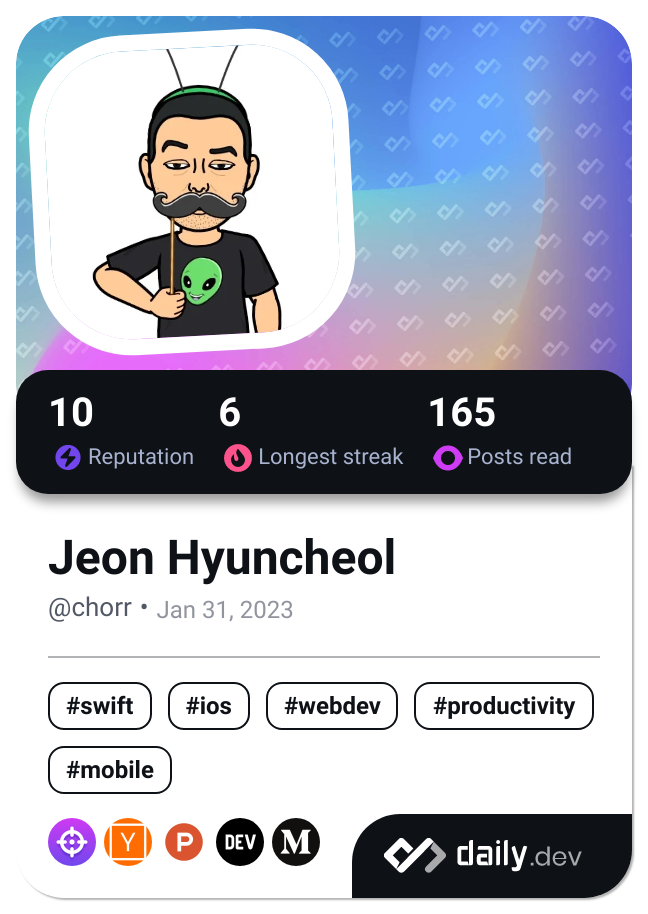 10 6 165
Reputation Longest streak Posts read
Jeon Hyuncheol
@chorr • Jan 31, 2023
#swift #ios #webdev #productivity
#mobile
Y P DEV M daily.dev